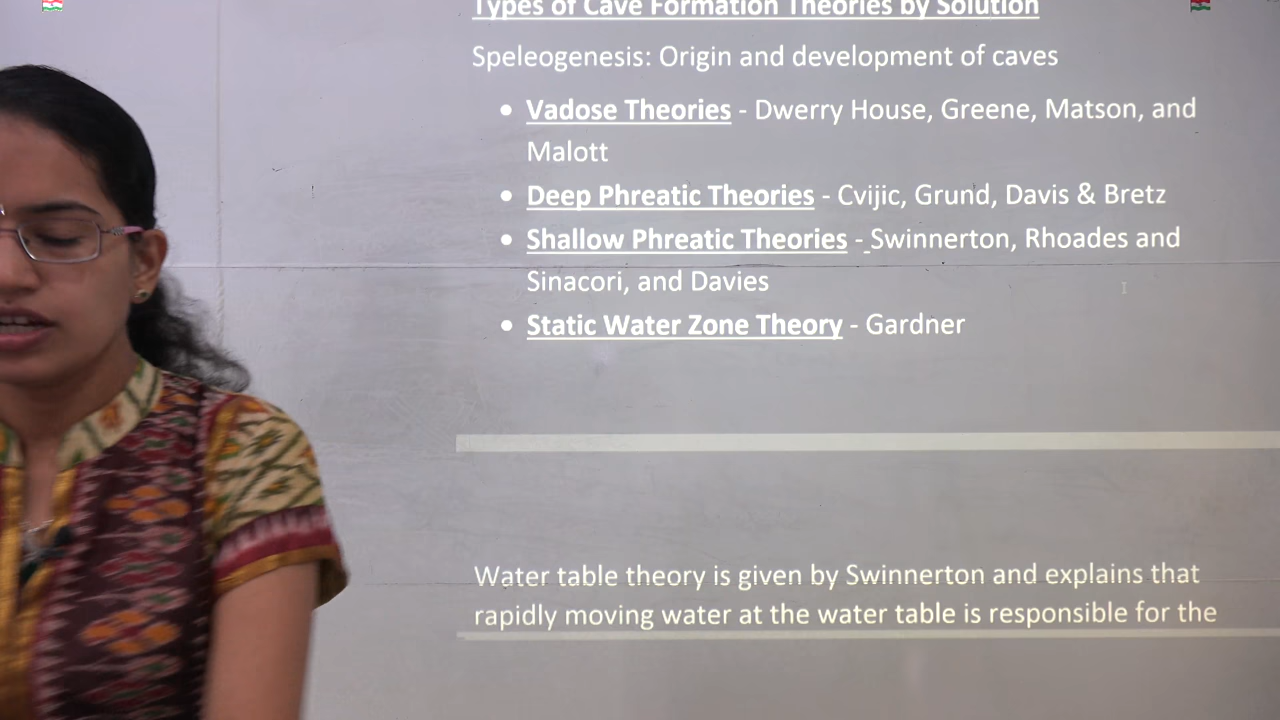 Types of Cave Formation Theories by Solution
Speleogenesis: Origin and development of caves
• Vadose Theories - Dwerry House, Greene, Matson, and
Malott
• Deep Phreatic Theories - Cvijic, Grund, Davis & Bretz
• Shallow Phreatic Theories - Swinnerton, Rhoades and
Sinacori, and Davies
• Static Water Zone Theory - Gardner
Water table theory is given by Swinnerton and explains that
rapidly moving water at the water table is responsible for the